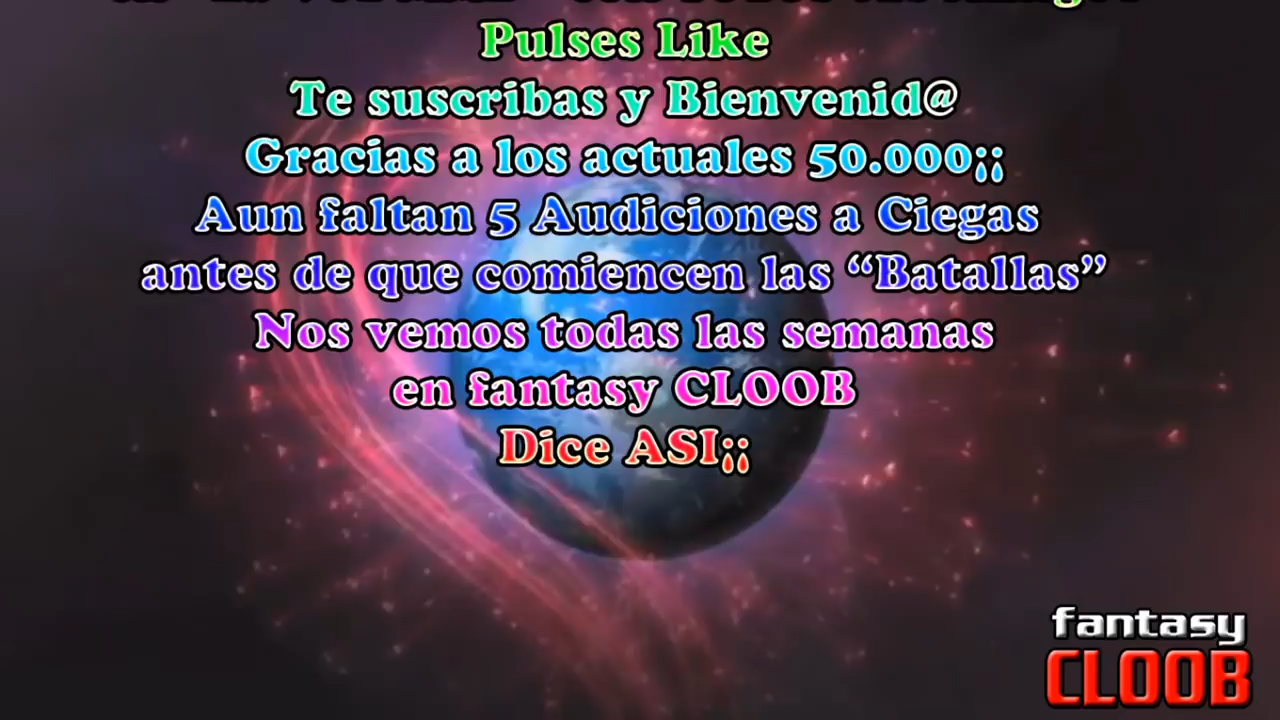 Pulses Like
Te suscribas y Bienvenid@
Gracias a los actuales 50.000¡¡
Aun faltan 5 Audiciones a Ciegas
antes de que comiencen las “Batallas”
Nos vemos todas las semanas
en fantasy CLOOB
Dice ASI¡¡
fantasy
CLOOB